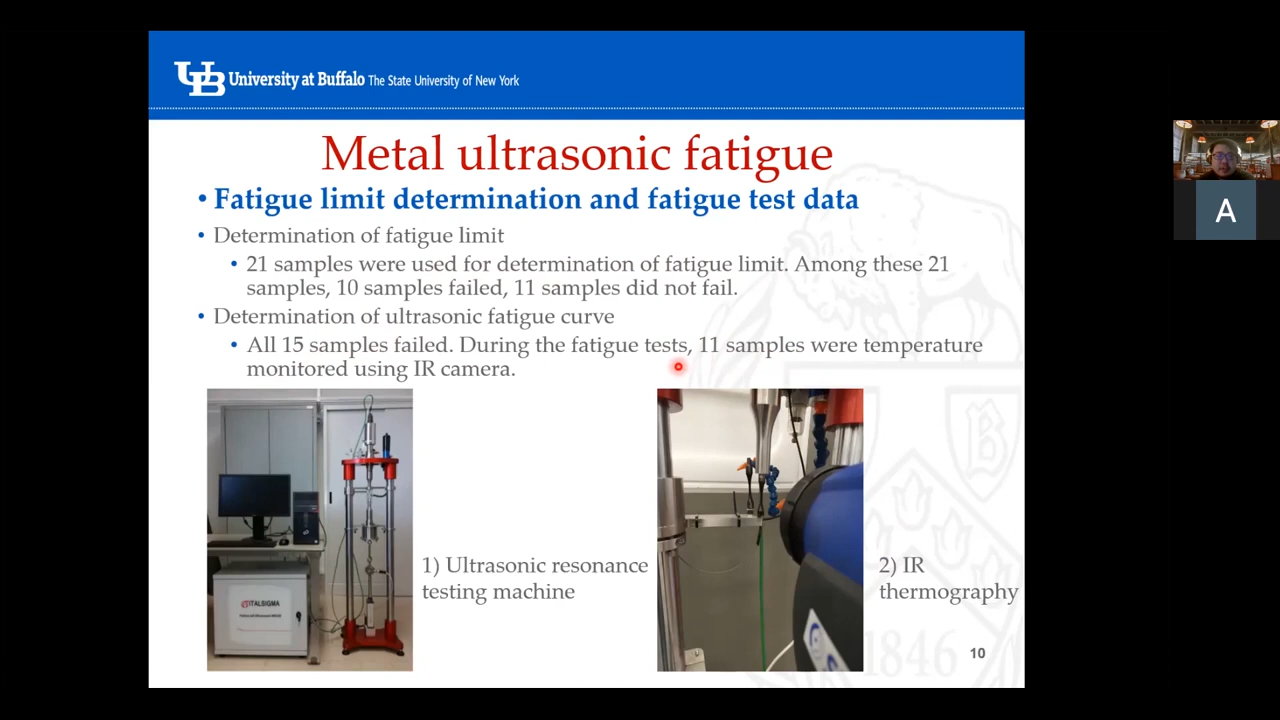 UB University at Buffalo The State University of New York
Metal ultrasonic fatigue
• Fatigue limit determination and fatigue test data
• Determination of fatigue limit
• 21 samples were used for determination of fatigue limit. Among these 21
samples, 10 samples failed, 11 samples did not fail.
• Determination of ultrasonic fatigue curve
• All 15 samples failed. During the fatigue tests, 11 samples were temperature
monitored using IR camera.
ITALSIGMA
1) Ultrasonic resonance
testing machine
2) IR
thermography
B
1846
10
A